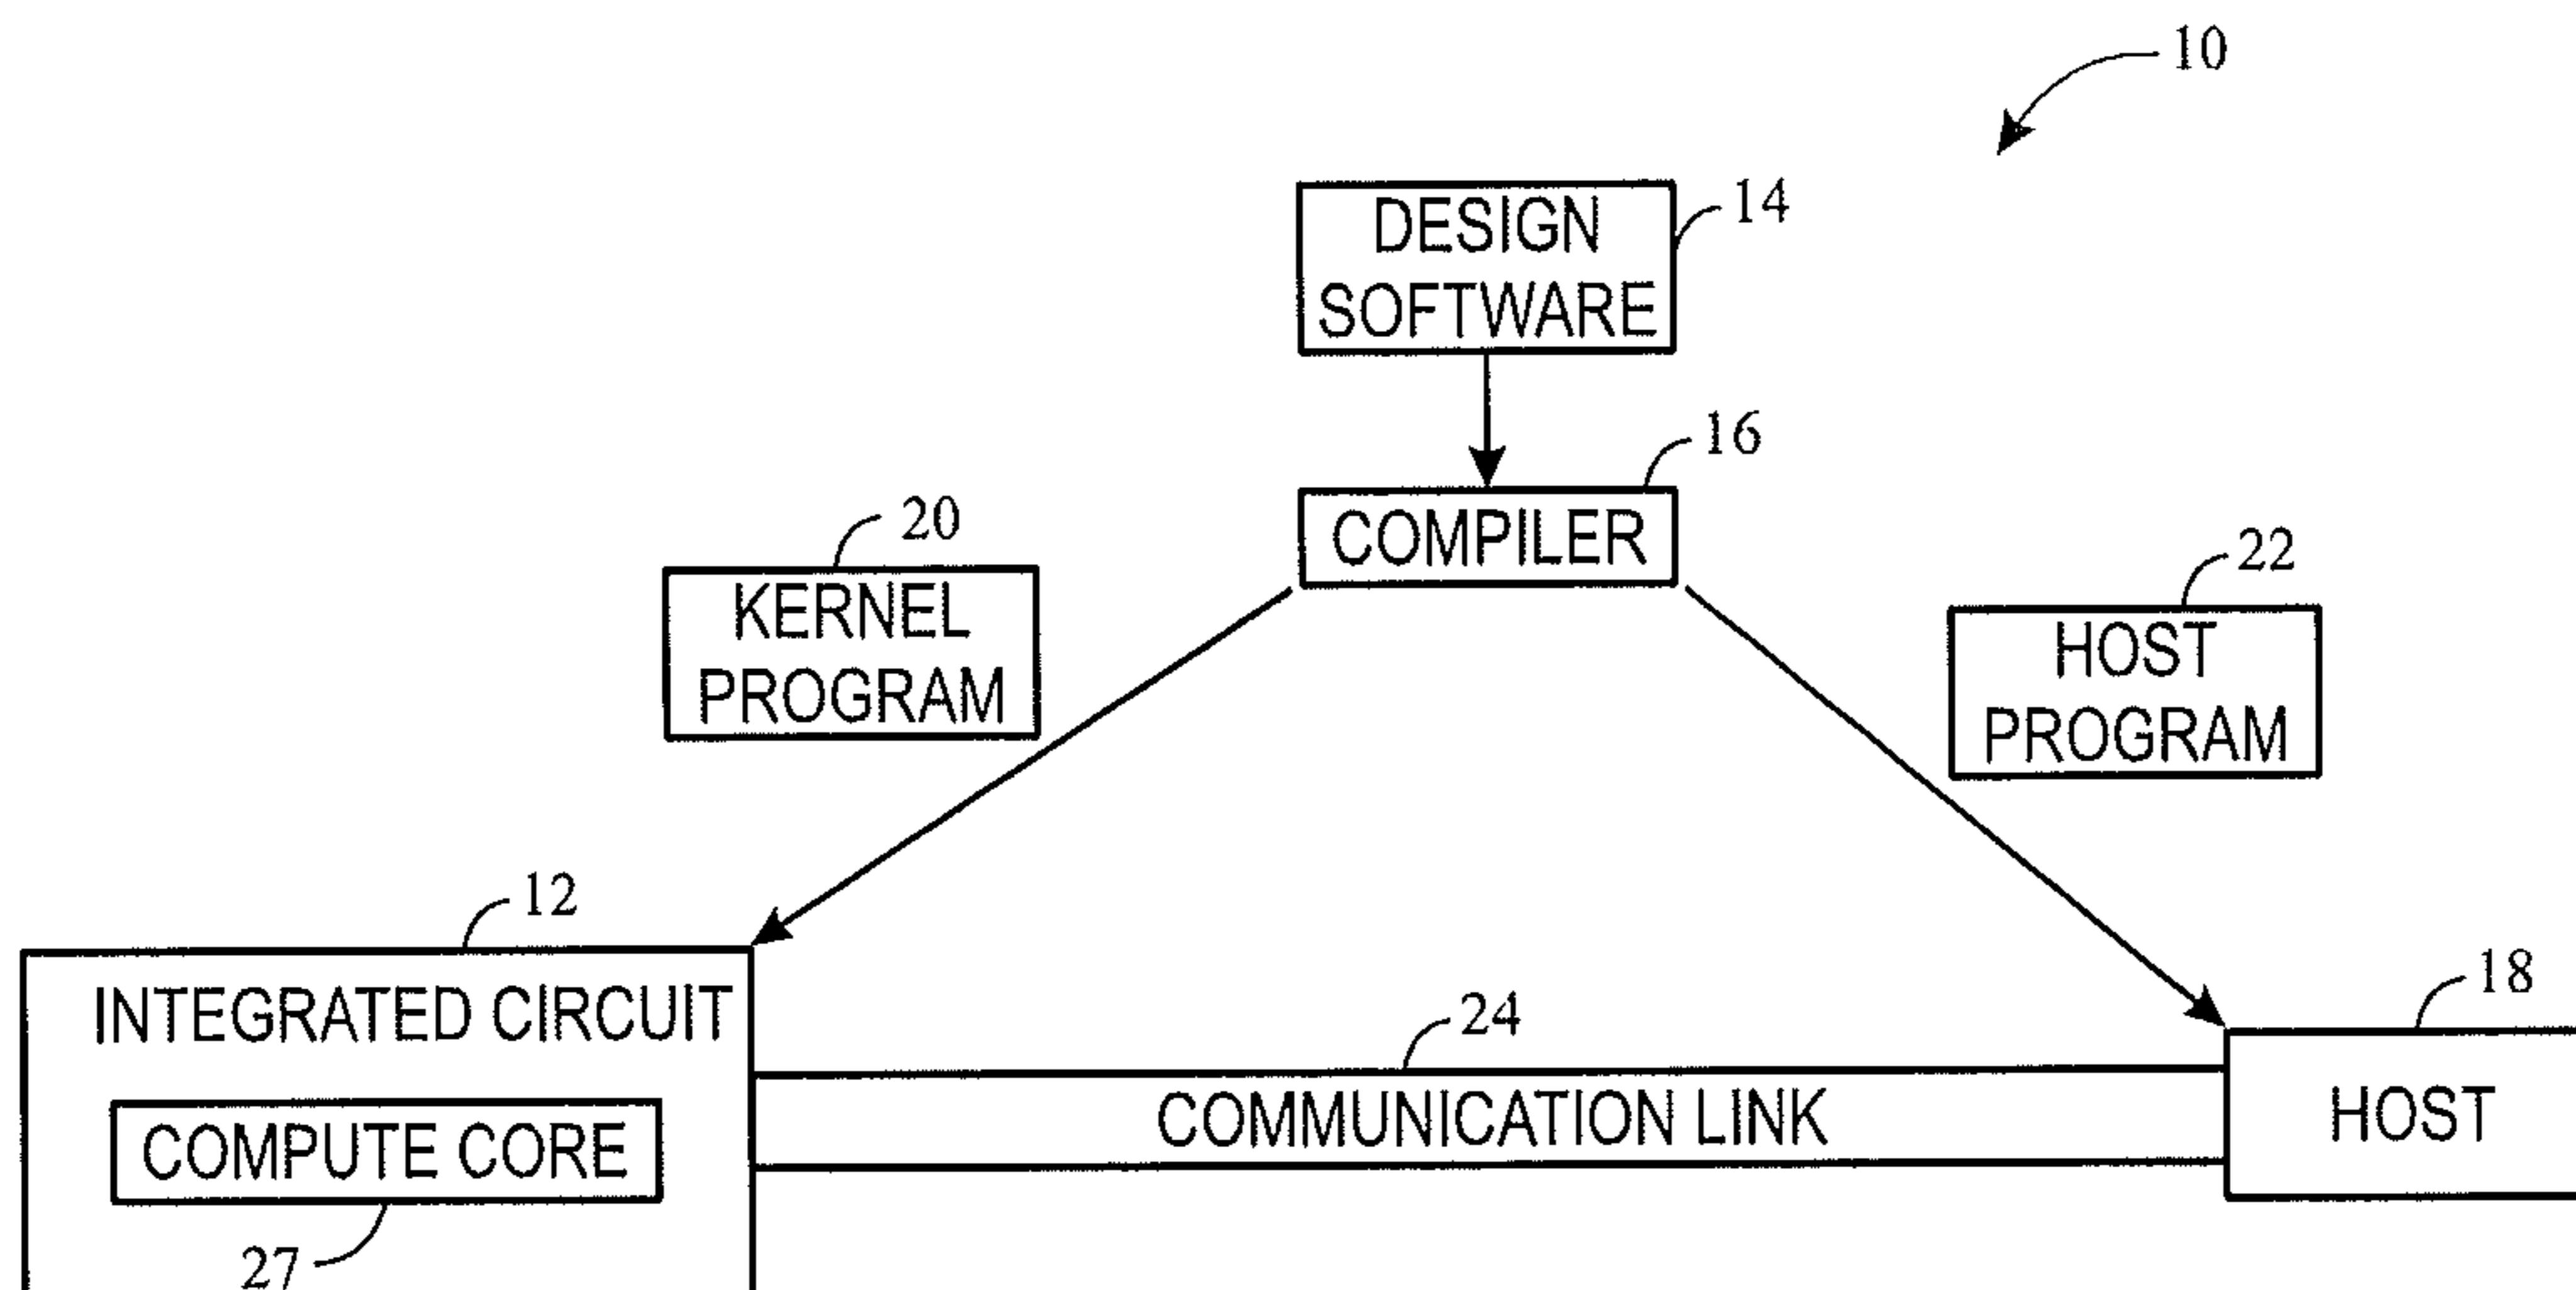 10
DESIGN
SOFTWARE
14
16
COMPILER
20
KERNEL
PROGRAM
22
HOST
PROGRAM
12
INTEGRATED CIRCUIT
24
COMMUNICATION LINK
18
HOST
COMPUTE CORE
27